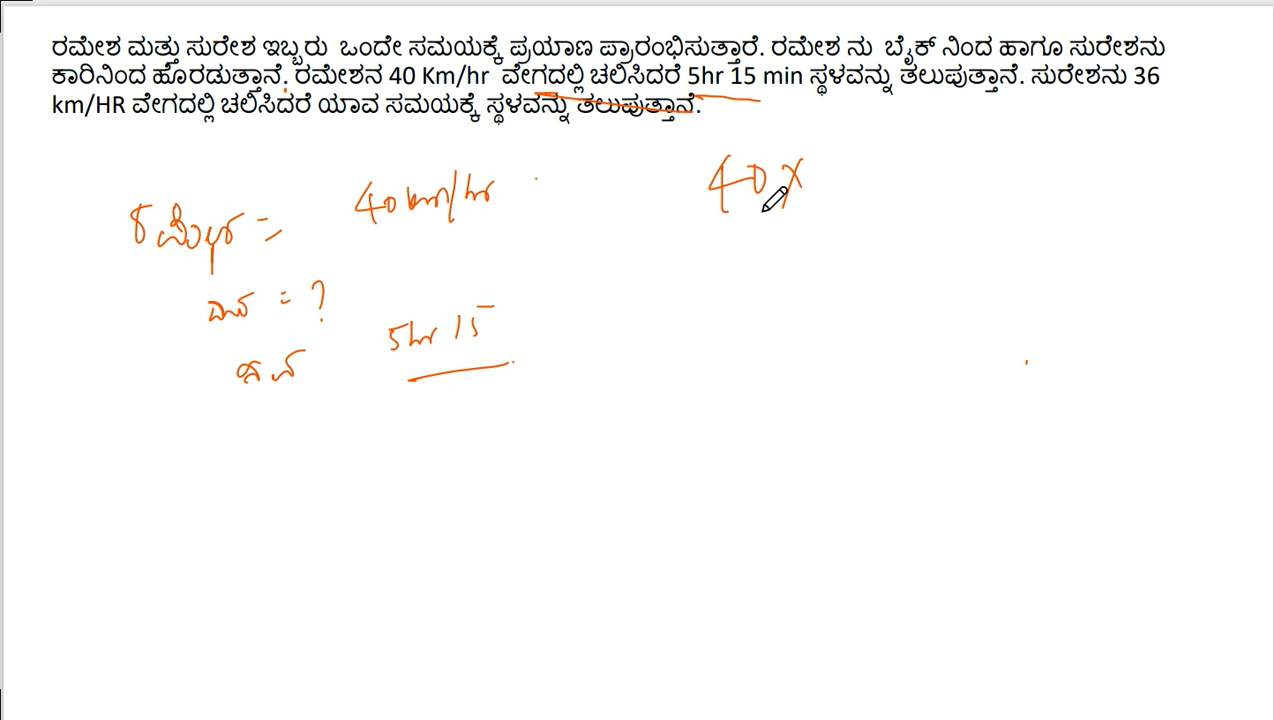 ರಮೇಶ ಮತ್ತು ಸುರೇಶ ಇಬ್ಬರು ಒಂದೇ ಸಮಯಕ್ಕೆ ಪ್ರಯಾಣ ಪ್ರಾರಂಭಿಸುತ್ತಾರೆ. ರಮೇಶ ನು ಬೈಕ್ ನಿಂದ ಹಾಗೂ ಸುರೇಶನು
ಕಾರಿನಿಂದ ಹೊರಡುತ್ತಾನೆ. ರಮೇಶನ 40 Km/hr ವೇಗದಲ್ಲಿ ಚಲಿಸಿದರೆ 5hr 15 min ಸ್ಥಳವನ್ನು ತಲುಪುತ್ತಾನೆ. ಸುರೇಶನು 36
km/HR ವೇಗದಲ್ಲಿ ಚಲಿಸಿದರೆ ಯಾವ ಸಮಯಕ್ಕೆ ಸ್ಥಳವನ್ನು ತಲುಪುತ್ತಾನೆ.
40 km/hr
40 X
= ?
5hr 15